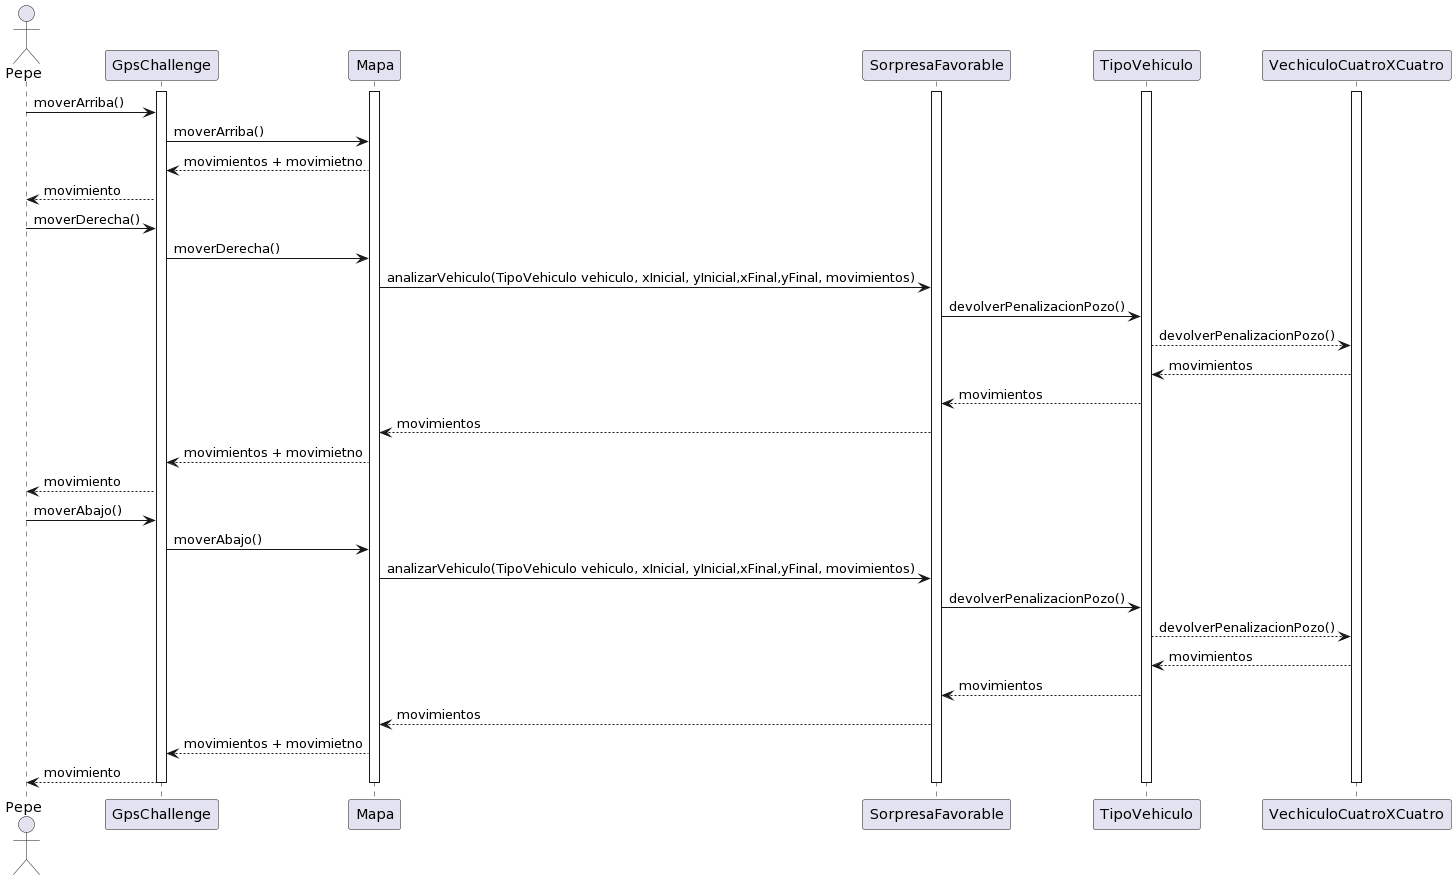 Pepe
GpsChallenge
Mapa
SorpresaFavorable
TipoVehiculo
VechiculoCuatroXCuatro
moverArriba()
moverArriba()
movimientos + movimietno
movimiento
moverDerecha()
moverDerecha()
analizarVehiculo(TipoVehiculo vehiculo, xInicial, yInicial,xFinal,yFinal, movimientos)
devolverPenalizacionPozo()
devolverPenalizacionPozo()
movimientos
movimientos
movimientos
movimientos + movimietno
movimiento
moverAbajo()
moverAbajo()
analizarVehiculo(TipoVehiculo vehiculo, xInicial, yInicial,xFinal,yFinal, movimientos)
devolverPenalizacionPozo()
devolverPenalizacionPozo()
movimientos
movimientos
movimientos
movimientos + movimietno
movimiento
Pepe
GpsChallenge
Mapa
SorpresaFavorable
TipoVehiculo
VechiculoCuatroXCuatro